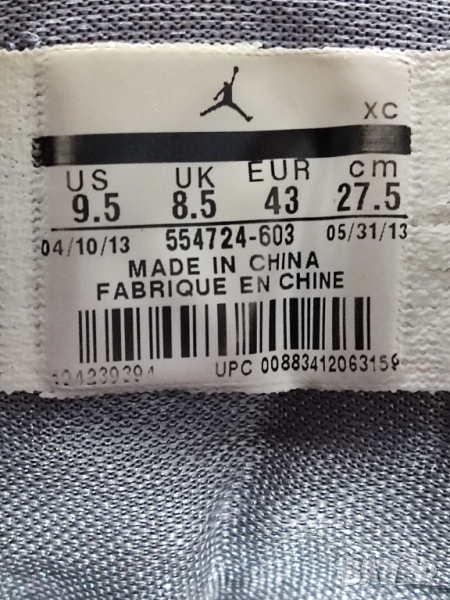 XC
US UK EUR cm
9.5 8.5 43 27.5
04/10/13 554724-603 05/31/13
MADE IN CHINA
FABRIQUE EN CHINE
104239394 UPC 00883412063159